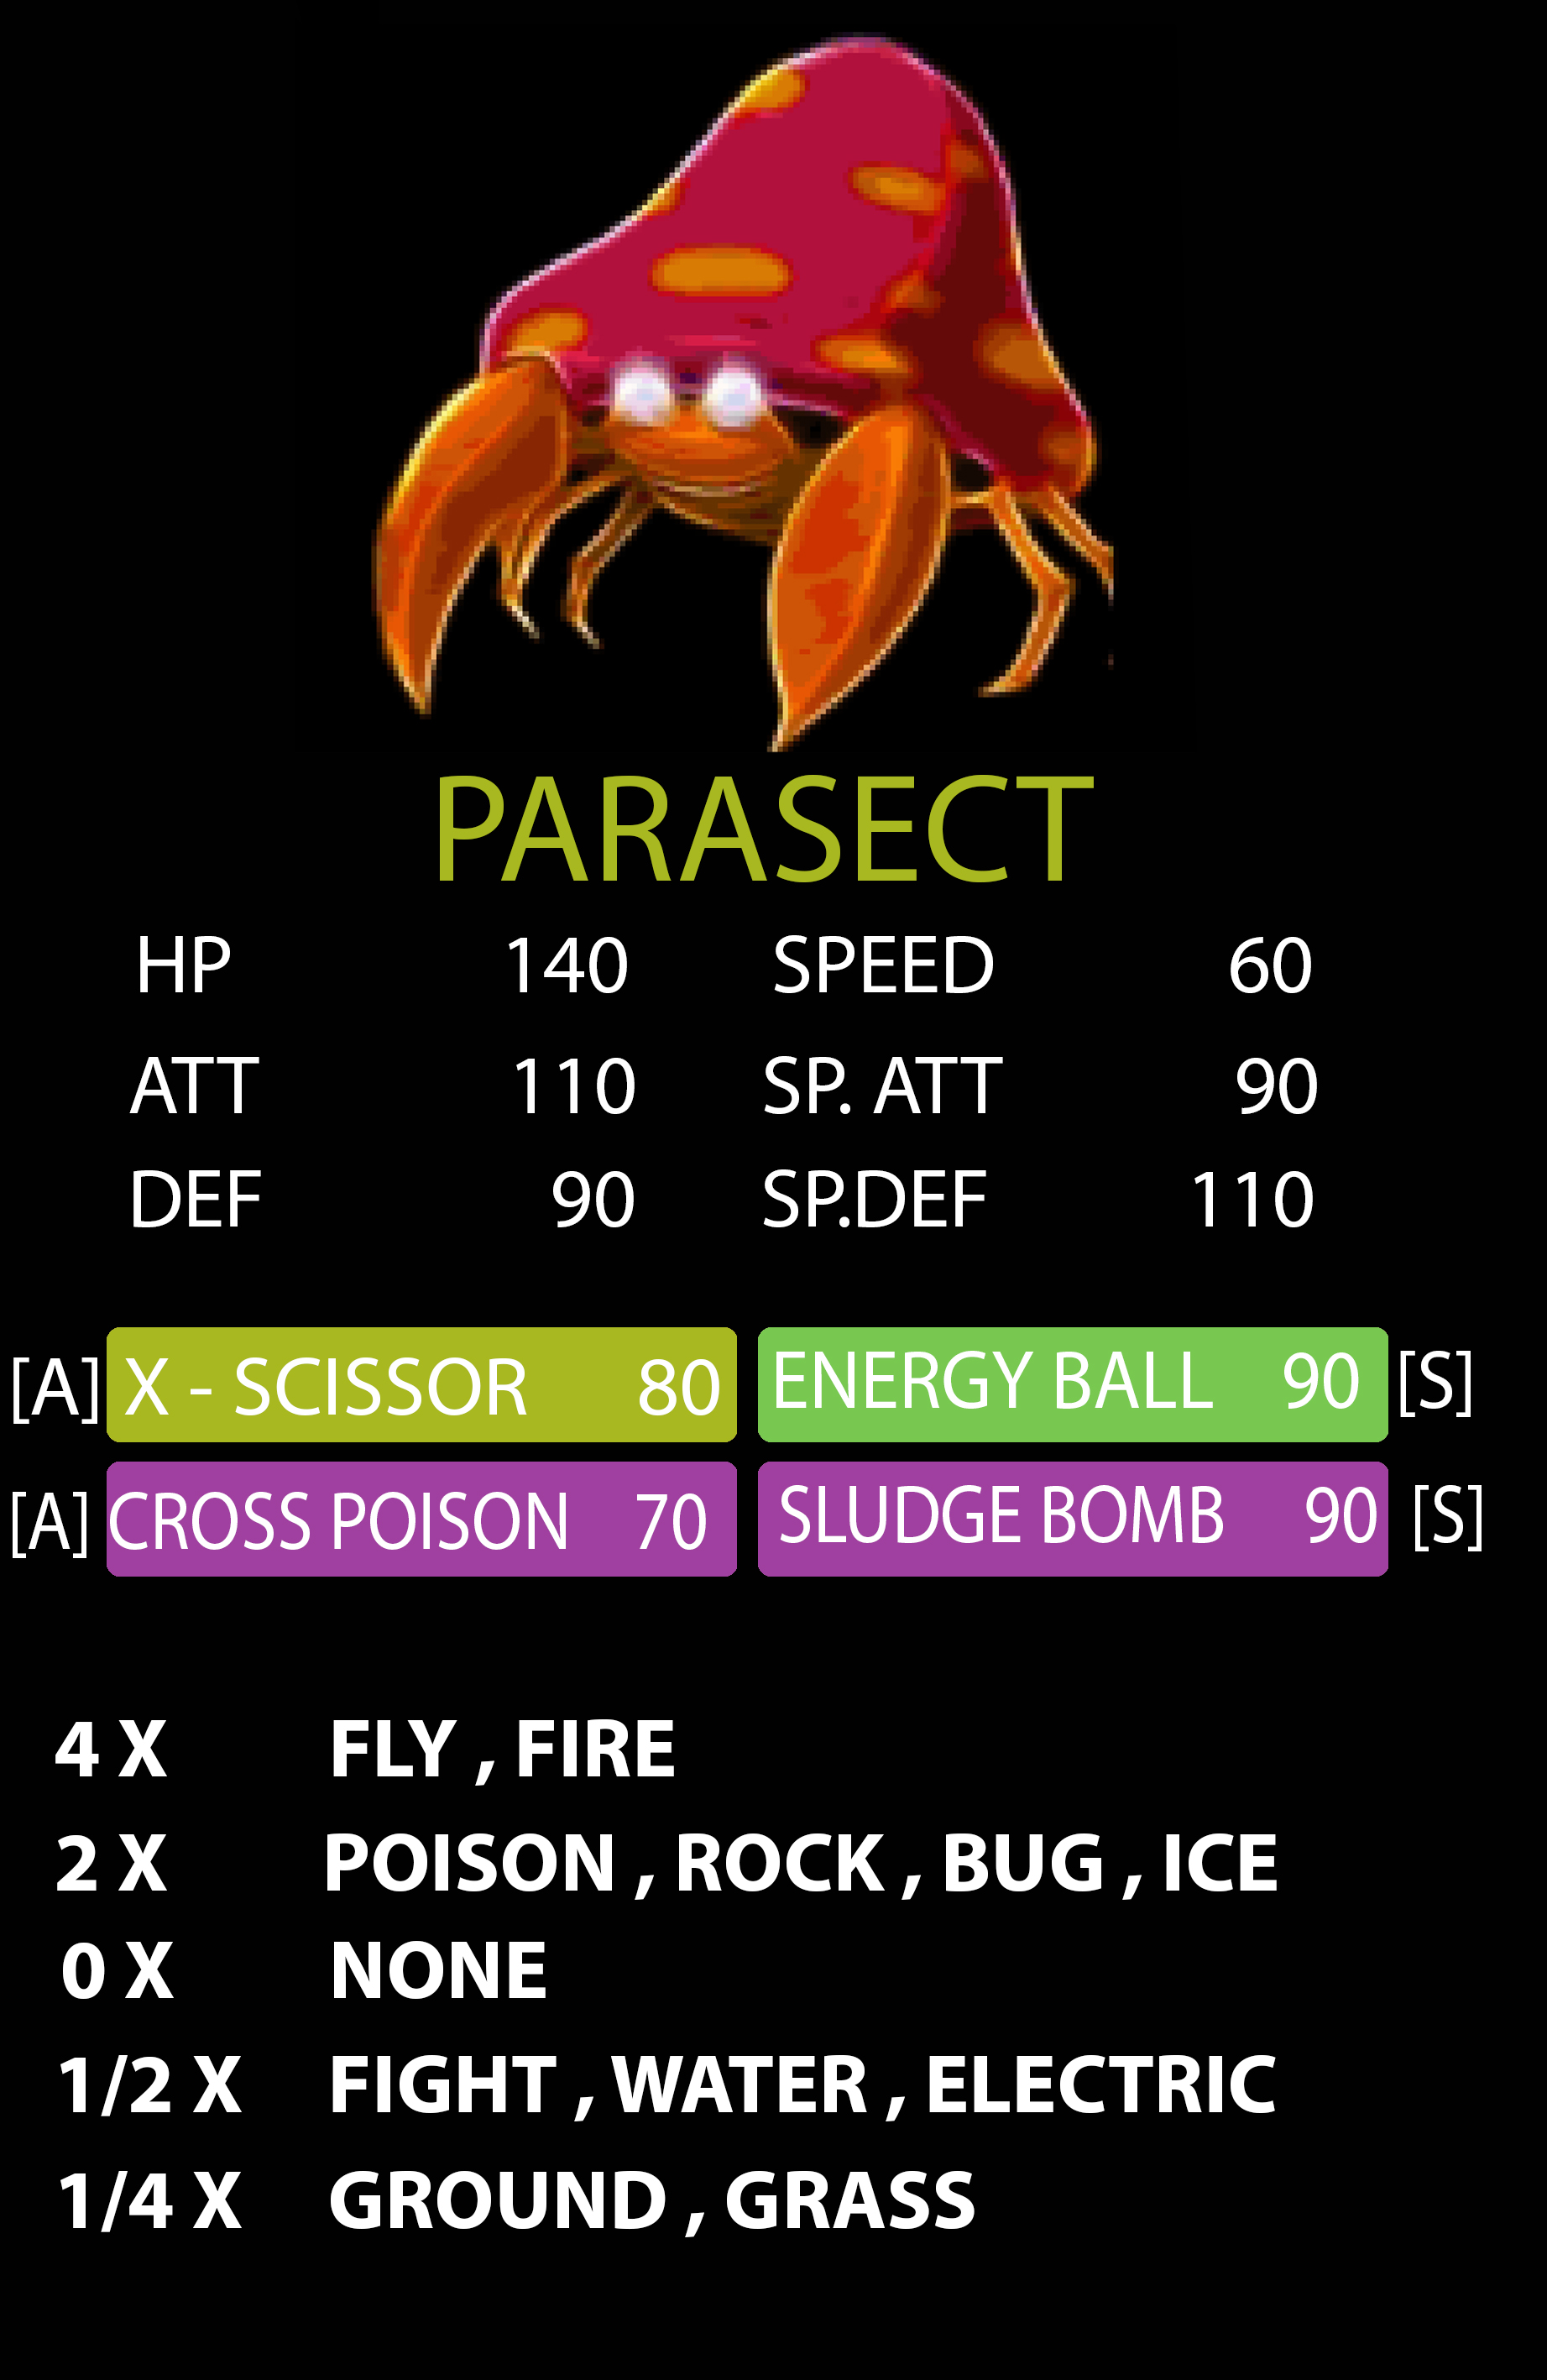 PARASECT
HP 140 SPEED 60
ATT 110 SP. ATT 90
DEF 90 SP.DEF 110
[A] X - SCISSOR 80 ENERGY BALL 90 [S]
[A] CROSS POISON 70 SLUDGE BOMB 90 [S]
4 X FLY , FIRE
2 X POISON , ROCK , BUG , ICE
0 X NONE
1/2 X FIGHT , WATER , ELECTRIC
1/4 X GROUND , GRASS